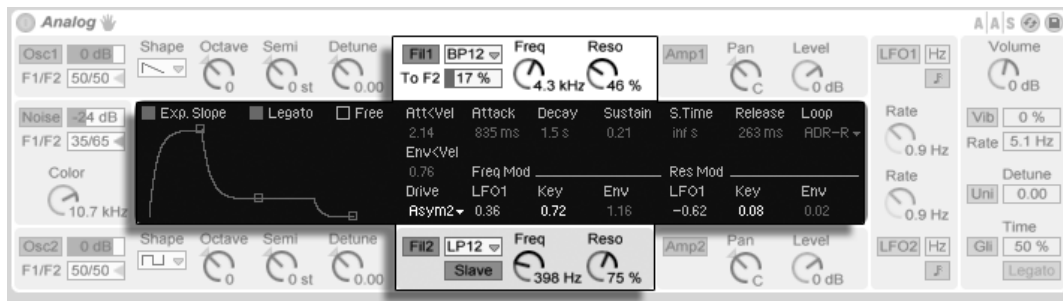 Analog A|A|S
Osc1 0 dB Shape Octave Semi Detune Fil1 BP12 Freq Reso Amp1 Pan Level LFO1 Hz Volume
F1/F2 50/50 0 0 st 0.00 To F2 17 % 4.3 kHz 46 % C 0 dB 0 dB
Noise -24 dB Exp. Slope Legato Free Att<Vel Attack Decay Sustain S.Time Release Loop Rate Vib 0 %
F1/F2 35/65 2.14 835 ms 1.5 s 0.21 inf s 263 ms ADR-R 0.9 Hz Rate 5.1 Hz
Env<Vel
Color 0.76 Freq Mod Res Mod Rate Detune
10.7 kHz Drive LFO1 Key Env LFO1 Key Env Uni 0.00
Asym2 0.36 0.72 1.16 -0.62 0.08 0.02 0.9 Hz
Time
Osc2 0 dB Shape Octave Semi Detune Fil2 LP12 Freq Reso Amp2 Pan Level LFO2 Hz Gli 50 %
F1/F2 50/50 0 0 st 0.00 Slave 398 Hz 75 % C 0 dB Legato